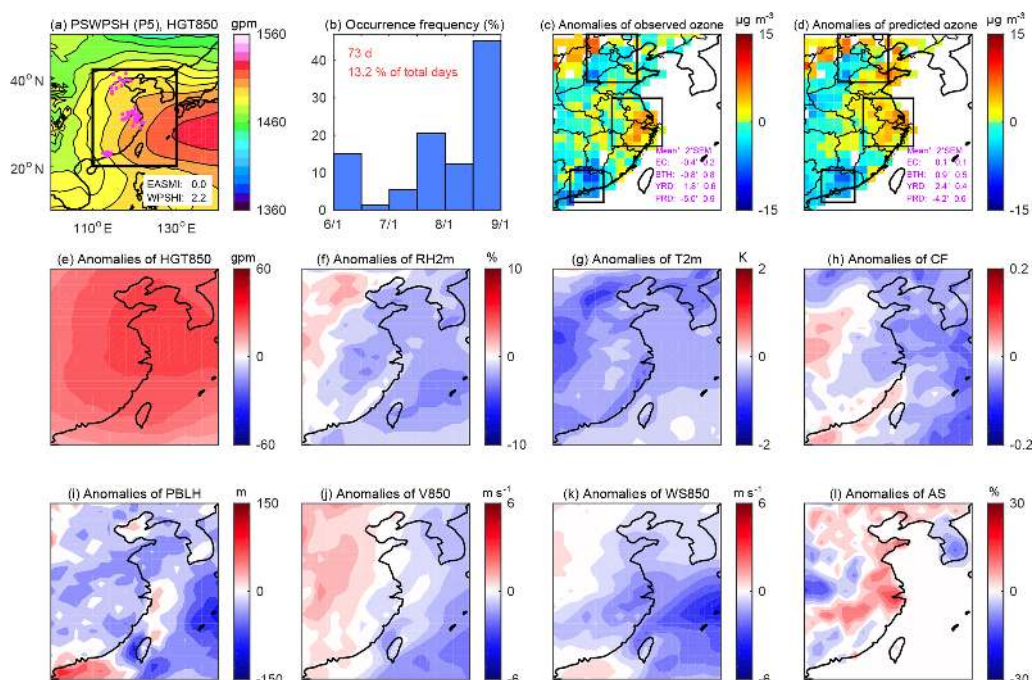 (a) PSWPSH (P5), HGT850
gpm
1560
1460
1360
40° N
20° N
110° E
130° E
EASMI: 0.0
WPSHI: 2.2
(b) Occurrence frequency (%)
73 d
13.2 % of total days
40
30
20
10
0
6/1
7/1
8/1
9/1
(c) Anomalies of observed ozone
µg m-3
15
0
-15
Mean' 2*SEM
EC: -0.4' 0.2
BTH: -0.8' 0.8
PRD: -5.0'
(d) Anomalies of predicted ozone
µg m-3
15
0
-15
Mean' 2*SEM
EC: 0.1' 0.1
BTH: 0.9' 0.5
YRD: 2.4' 0.4
PRD: -4.2' 0.6
(e) Anomalies of HGT850
gpm
60
0
-60
(f) Anomalies of RH2m
%
10
0
-10
(g) Anomalies of T2m
K
2
0
-2
(h) Anomalies of CF
0.2
0
-0.2
(i) Anomalies of PBLH
m
150
0
-150
(j) Anomalies of V850
m s-1
6
0
-6
(k) Anomalies of WS850
m s-1
6
0
-6
(l) Anomalies of AS
%
30
0
-30